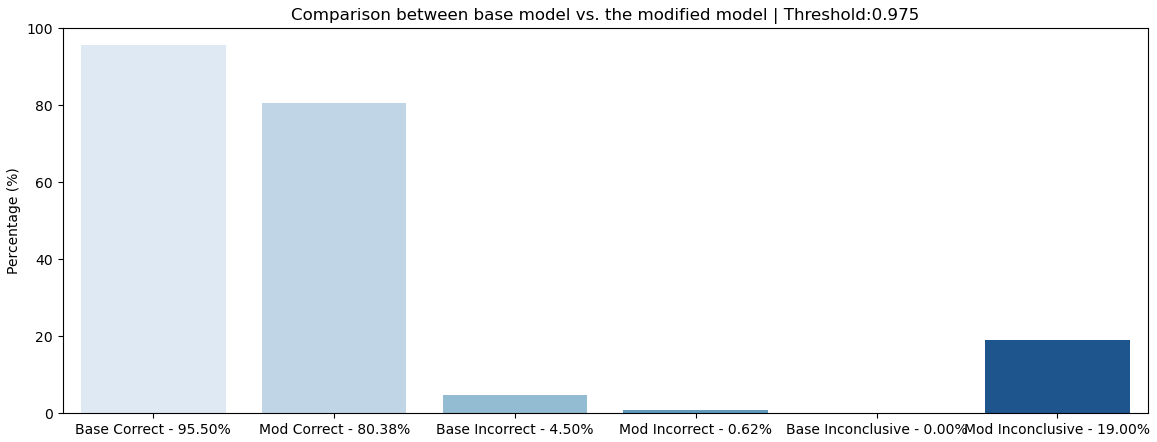 Comparison between base model vs. the modified model | Threshold:0.975
Percentage (%)
100
80
60
40
20
0
Base Correct - 95.50%
Mod Correct - 80.38%
Base Incorrect - 4.50%
Mod Incorrect - 0.62%
Base Inconclusive - 0.00%
Mod Inconclusive - 19.00%